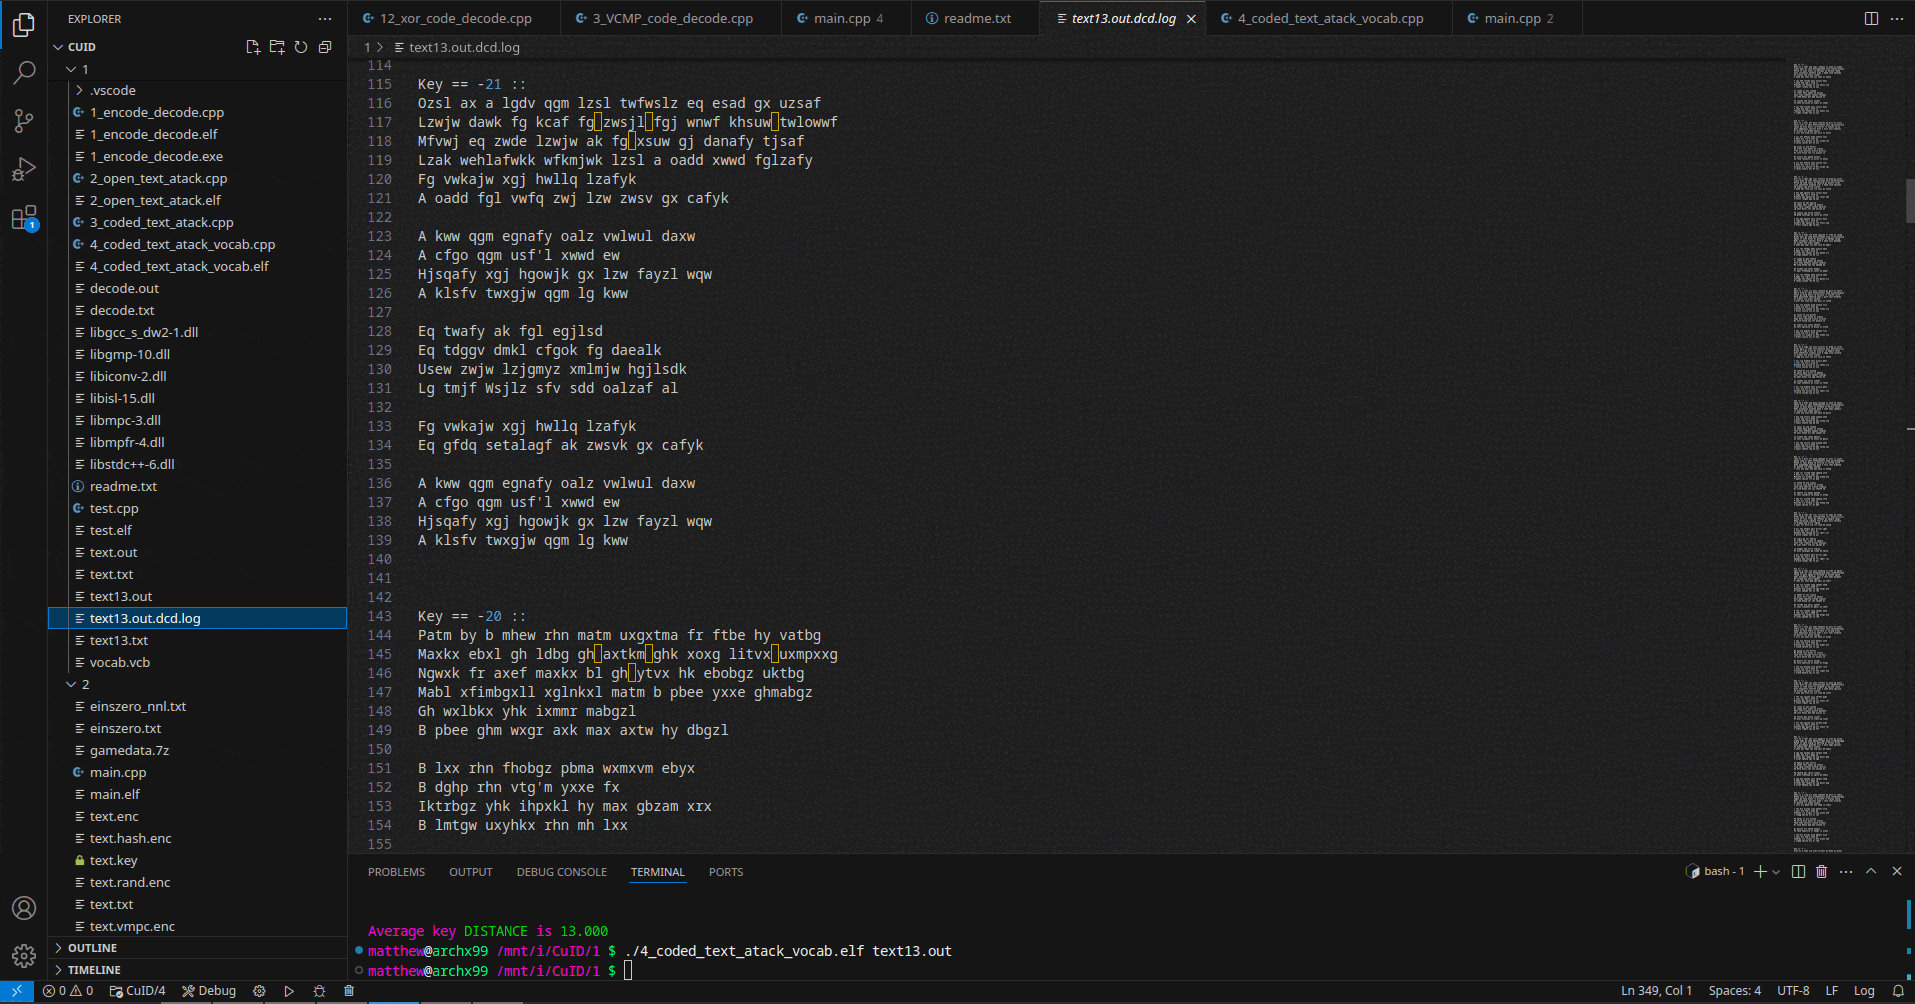 EXPLORER
CUID
1
.vscode
1_encode_decode.cpp
1_encode_decode.elf
1_encode_decode.exe
2_open_text_atack.cpp
2_open_text_atack.elf
3_coded_text_atack.cpp
4_coded_text_atack_vocab.cpp
4_coded_text_atack_vocab.elf
decode.out
decode.txt
libgcc_s_dw2-1.dll
libgmp-10.dll
libiconv-2.dll
libisl-15.dll
libmpc-3.dll
libmpfr-4.dll
libstdc++-6.dll
readme.txt
test.cpp
test.elf
text.out
text.txt
text13.out
text13.out.dcd.log
text13.txt
vocab.vcb
2
einszero_nnl.txt
einszero.txt
gamedata.7z
main.cpp
main.elf
text.enc
text.hash.enc
text.key
text.rand.enc
text.txt
text.vmpc.enc
OUTLINE
TIMELINE
12_xor_code_decode.cpp
3_VCMP_code_decode.cpp
main.cpp 4
readme.txt
text13.out.dcd.log
4_coded_text_atack_vocab.cpp
main.cpp 2
1 > text13.out.dcd.log
114
115 Key == -21 ::
116 Ozsl ax a lgdv qgm lzsl twfwslz eq esad gx uzsaf
117 Lzwjw dawk fg kcaf fg zwsjl fgj wnwf khsuw twlowwf
118 Mfvwj eq zwde lzwjw ak fg xsuw gj danafy tjsaf
119 Lzak wehlafwkk wfkmjwk lzsl a oadd xwwd fglzafy
120 Fg vwkajw xgj hwllq lzafyk
121 A oadd fgl vwfq zwj lzw zwsv gx cafyk
122
123 A kww qgm egnafy oalz vwlwul daxw
124 A cfgo qgm usf'l xwwd ew
125 Hjsqafy xgj hgowjk gx lzw fayzl wqw
126 A klsfv twxgjw qgm lg kww
127
128 Eq twafy ak fgl egjlsd
129 Eq tdggv dmkl cfgok fg daealk
130 Usew zwjw lzjgmyz xmlmjw hgjlsdk
131 Lg tmjf Wsjlz sfv sdd oalzaf al
132
133 Fg vwkajw xgj hwllq lzafyk
134 Eq gfdq setalagf ak zwsvk gx cafyk
135
136 A kww qgm egnafy oalz vwlwul daxw
137 A cfgo qgm usf'l xwwd ew
138 Hjsqafy xgj hgowjk gx lzw fayzl wqw
139 A klsfv twxgjw qgm lg kww
140
141
142
143 Key == -20 ::
144 Patm by b mhew rhn matm uxgxtma fr ftbe hy vatbg
145 Maxkx ebxl gh ldbg gh axtkm ghk xoxg litvx uxmpxxg
146 Ngwxk fr axef maxkx bl gh ytvx hk ebobgz uktbg
147 Mabl xfimbgxll xglnkxl matm b pbee yxxe ghmabgz
148 Gh wxlbkx yhk ixmmr mabgzl
149 B pbee ghm wxgr axk max axtw hy dbgzl
150
151 B lxx rhn fhobgz pbma wxmxvm ebyx
152 B dghp rhn vtg'm yxxe fx
153 Iktrbgz yhk ihpxkl hy max gbzam xrx
154 B lmtgw uxyhkx rhn mh lxx
155
PROBLEMS OUTPUT DEBUG CONSOLE TERMINAL PORTS
bash - 1
Average key DISTANCE is 13.000
matthew@archx99 /mnt/i/CuID/1 $ ./4_coded_text_atack_vocab.elf text13.out
matthew@archx99 /mnt/i/CuID/1 $
0 0 CuID/4 Debug
Ln 349, Col 1 Spaces: 4 UTF-8 LF Log
1